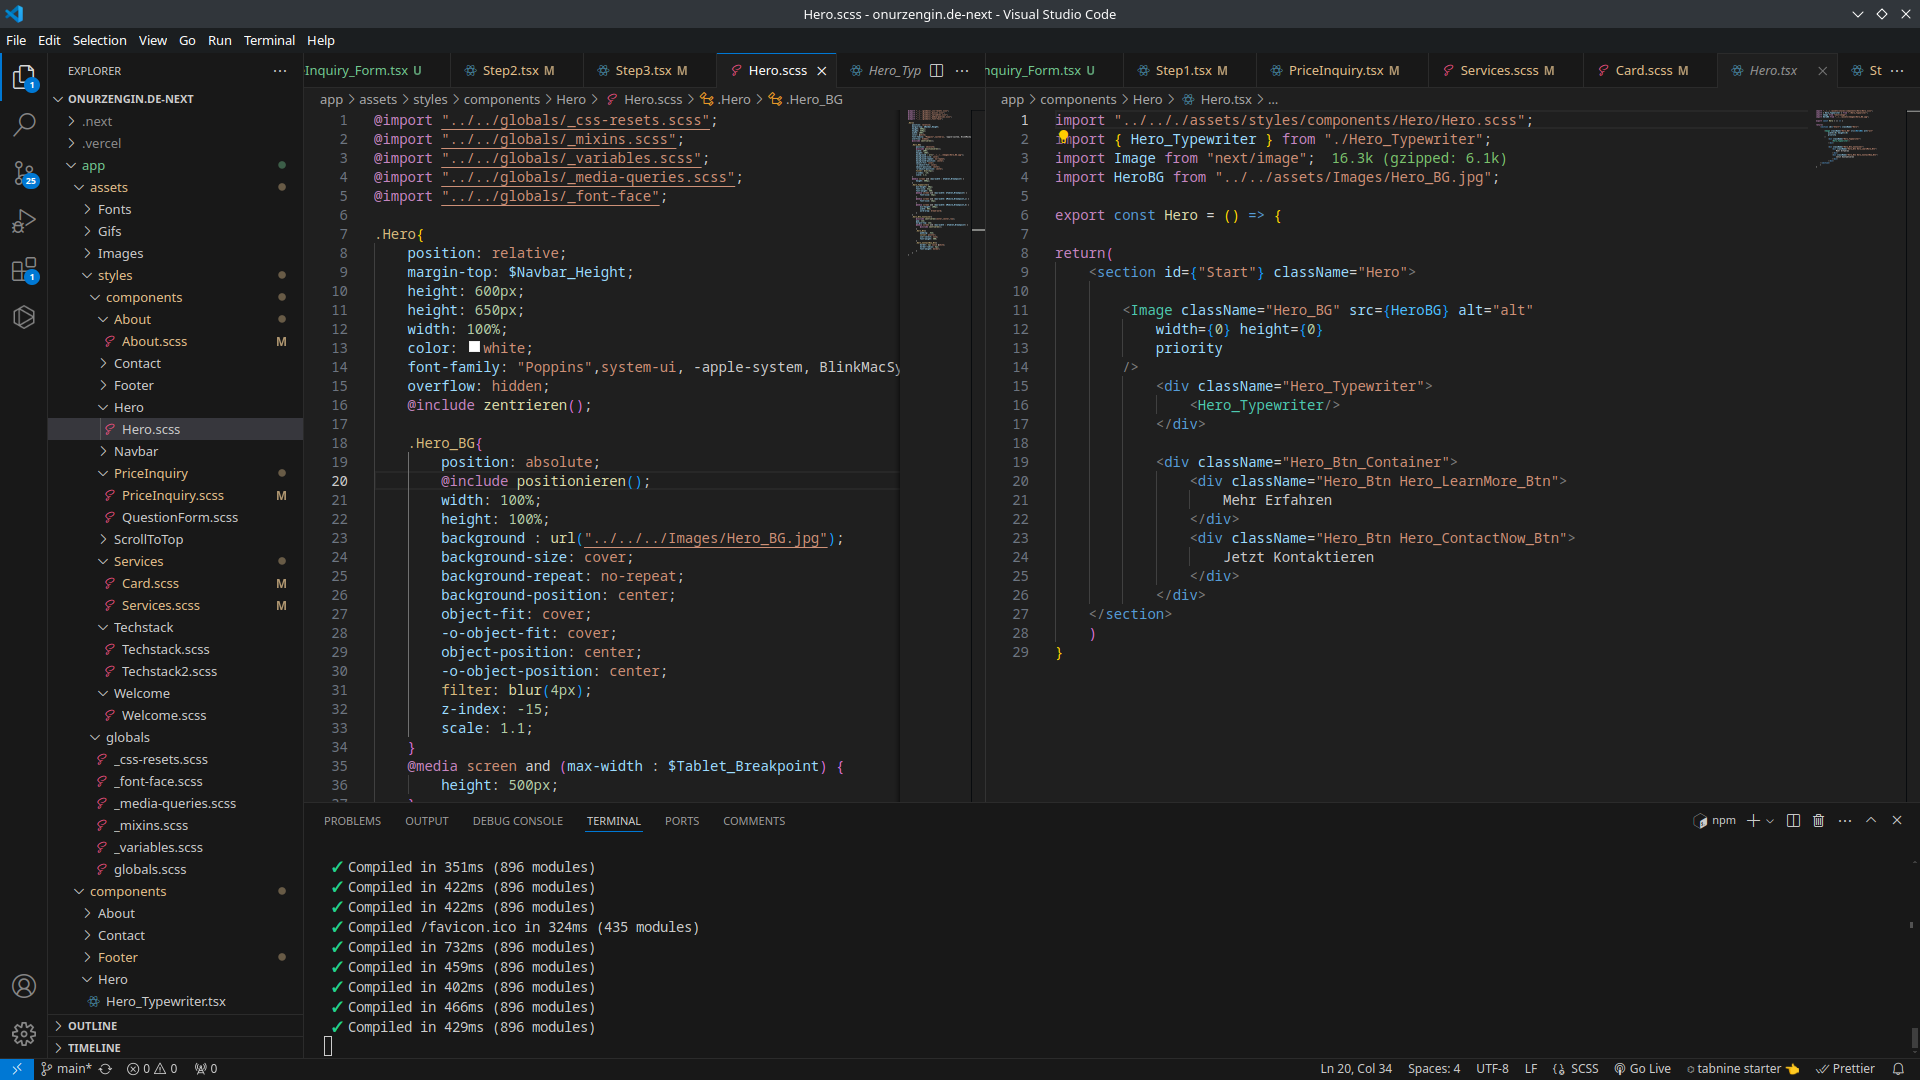 Hero.scss - onurzengin.de-next - Visual Studio Code
File Edit Selection View Go Run Terminal Help
EXPLORER
ONURZENGIN.DE-NEXT
.next
.vercel
app
assets
Fonts
Gifs
Images
styles
components
About
About.scss M
Contact
Footer
Hero
Hero.scss
Navbar
PriceInquiry
PriceInquiry.scss M
QuestionForm.scss
ScrollToTop
Services
Card.scss M
Services.scss M
Techstack
Techstack.scss
Techstack2.scss
Welcome
Welcome.scss
globals
_css-resets.scss
_font-face.scss
_media-queries.scss
_mixins.scss
_variables.scss
globals.scss
components
About
Contact
Footer
Hero
Hero_Typewriter.tsx
OUTLINE
TIMELINE
1
25
1
Inquiry_Form.tsx U Step2.tsx M Step3.tsx M Hero.scss Hero_Typ
app > assets > styles > components > Hero > Hero.scss > .Hero > .Hero_BG
1 @import "../../globals/_css-resets.scss";
2 @import "../../globals/_mixins.scss";
3 @import "../../globals/_variables.scss";
4 @import "../../globals/_media-queries.scss";
5 @import "../../globals/_font-face";
6
7 .Hero{
8 position: relative;
9 margin-top: $Navbar_Height;
10 height: 600px;
11 height: 650px;
12 width: 100%;
13 color: white;
14 font-family: "Poppins",system-ui, -apple-system, BlinkMacSy
15 overflow: hidden;
16 @include zentrieren();
17
18 .Hero_BG{
19 position: absolute;
20 @include positionieren();
21 width: 100%;
22 height: 100%;
23 background : url("../../../Images/Hero_BG.jpg");
24 background-size: cover;
25 background-repeat: no-repeat;
26 background-position: center;
27 object-fit: cover;
28 -o-object-fit: cover;
29 object-position: center;
30 -o-object-position: center;
31 filter: blur(4px);
32 z-index: -15;
33 scale: 1.1;
34 }
35 @media screen and (max-width : $Tablet_Breakpoint) {
36 height: 500px;
37 }
nquiry_Form.tsx U Step1.tsx M PriceInquiry.tsx M Services.scss M Card.scss M Hero.tsx St ...
app > components > Hero > Hero.tsx > ...
1 import "../../../assets/styles/components/Hero/Hero.scss";
2 import { Hero_Typewriter } from "./Hero_Typewriter";
3 import Image from "next/image"; 16.3k (gzipped: 6.1k)
4 import HeroBG from "../../assets/Images/Hero_BG.jpg";
5
6 export const Hero = () => {
7
8 return(
9 <section id={"Start"} className="Hero">
10
11 <Image className="Hero_BG" src={HeroBG} alt="alt"
12 width={0} height={0}
13 priority
14 />
15 <div className="Hero_Typewriter">
16 <Hero_Typewriter/>
17 </div>
18
19 <div className="Hero_Btn_Container">
20 <div className="Hero_Btn Hero_LearnMore_Btn">
21 Mehr Erfahren
22 </div>
23 <div className="Hero_Btn Hero_ContactNow_Btn">
24 Jetzt Kontaktieren
25 </div>
26 </div>
27 </section>
28 )
29 }
PROBLEMS OUTPUT DEBUG CONSOLE TERMINAL PORTS COMMENTS
npm
✓ Compiled in 351ms (896 modules)
✓ Compiled in 422ms (896 modules)
✓ Compiled in 422ms (896 modules)
✓ Compiled /favicon.ico in 324ms (435 modules)
✓ Compiled in 732ms (896 modules)
✓ Compiled in 459ms (896 modules)
✓ Compiled in 402ms (896 modules)
✓ Compiled in 466ms (896 modules)
✓ Compiled in 429ms (896 modules)
main* 0 0 0
Ln 20, Col 34 Spaces: 4 UTF-8 LF SCSS Go Live tabnine starter Prettier